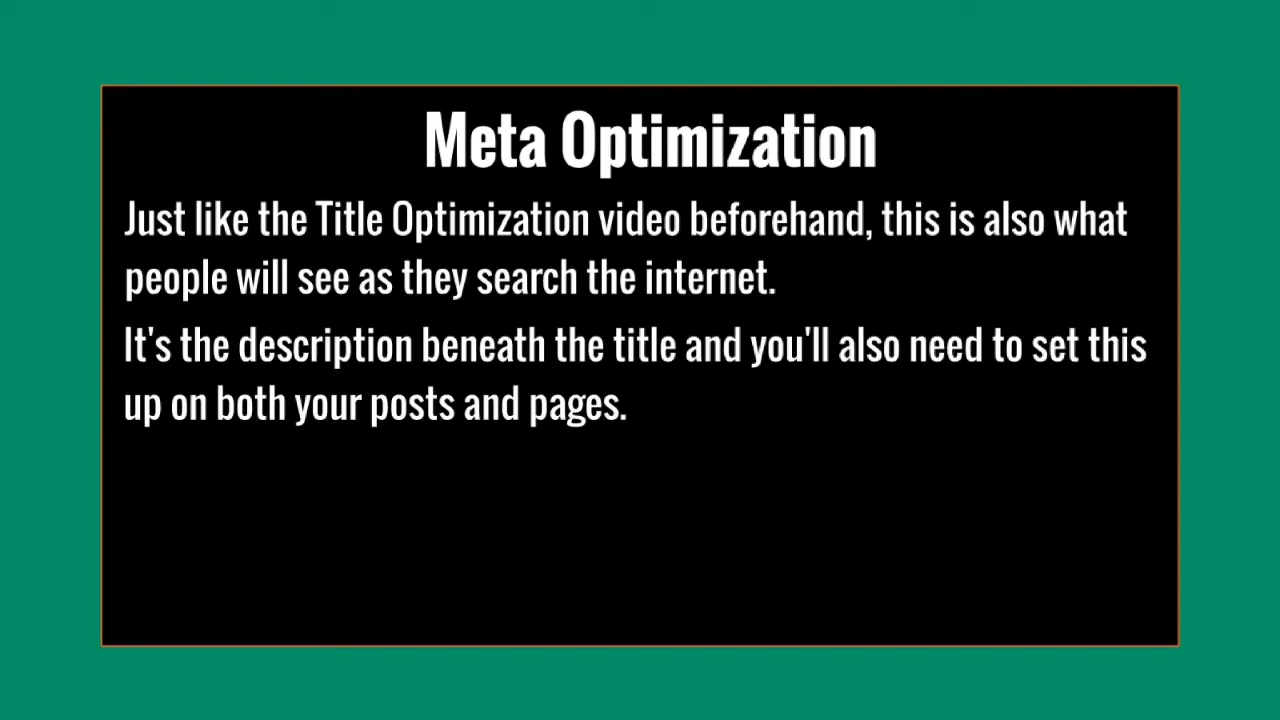 Meta Optimization
Just like the Title Optimization video beforehand, this is also what
people will see as they search the internet.
It's the description beneath the title and you'll also need to set this
up on both your posts and pages.